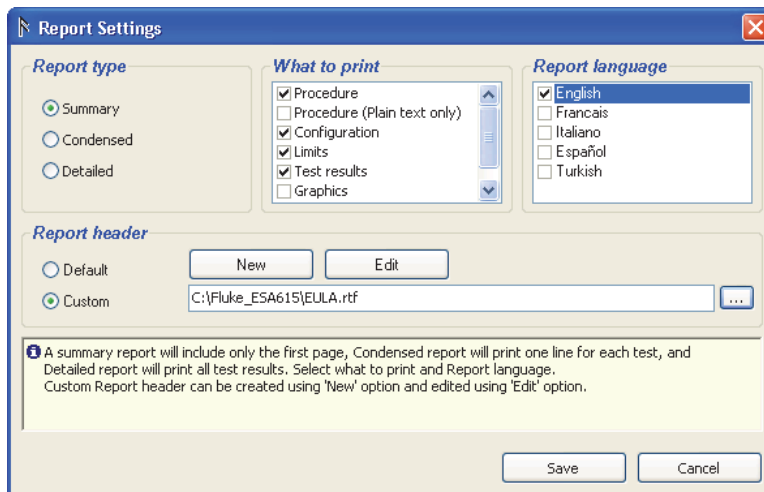 Report Settings
Report type
Summary
Condensed
Detailed
What to print
Procedure
Procedure (Plain text only)
Configuration
Limits
Test results
Graphics
Report language
English
Francais
Italiano
Español
Turkish
Report header
Default
New
Edit
Custom
C:\Fluke_ESA615\EULA.rtf
...
A summary report will include only the first page, Condensed report will print one line for each test, and
Detailed report will print all test results. Select what to print and Report language.
Custom Report header can be created using 'New' option and edited using 'Edit' option.
Save
Cancel